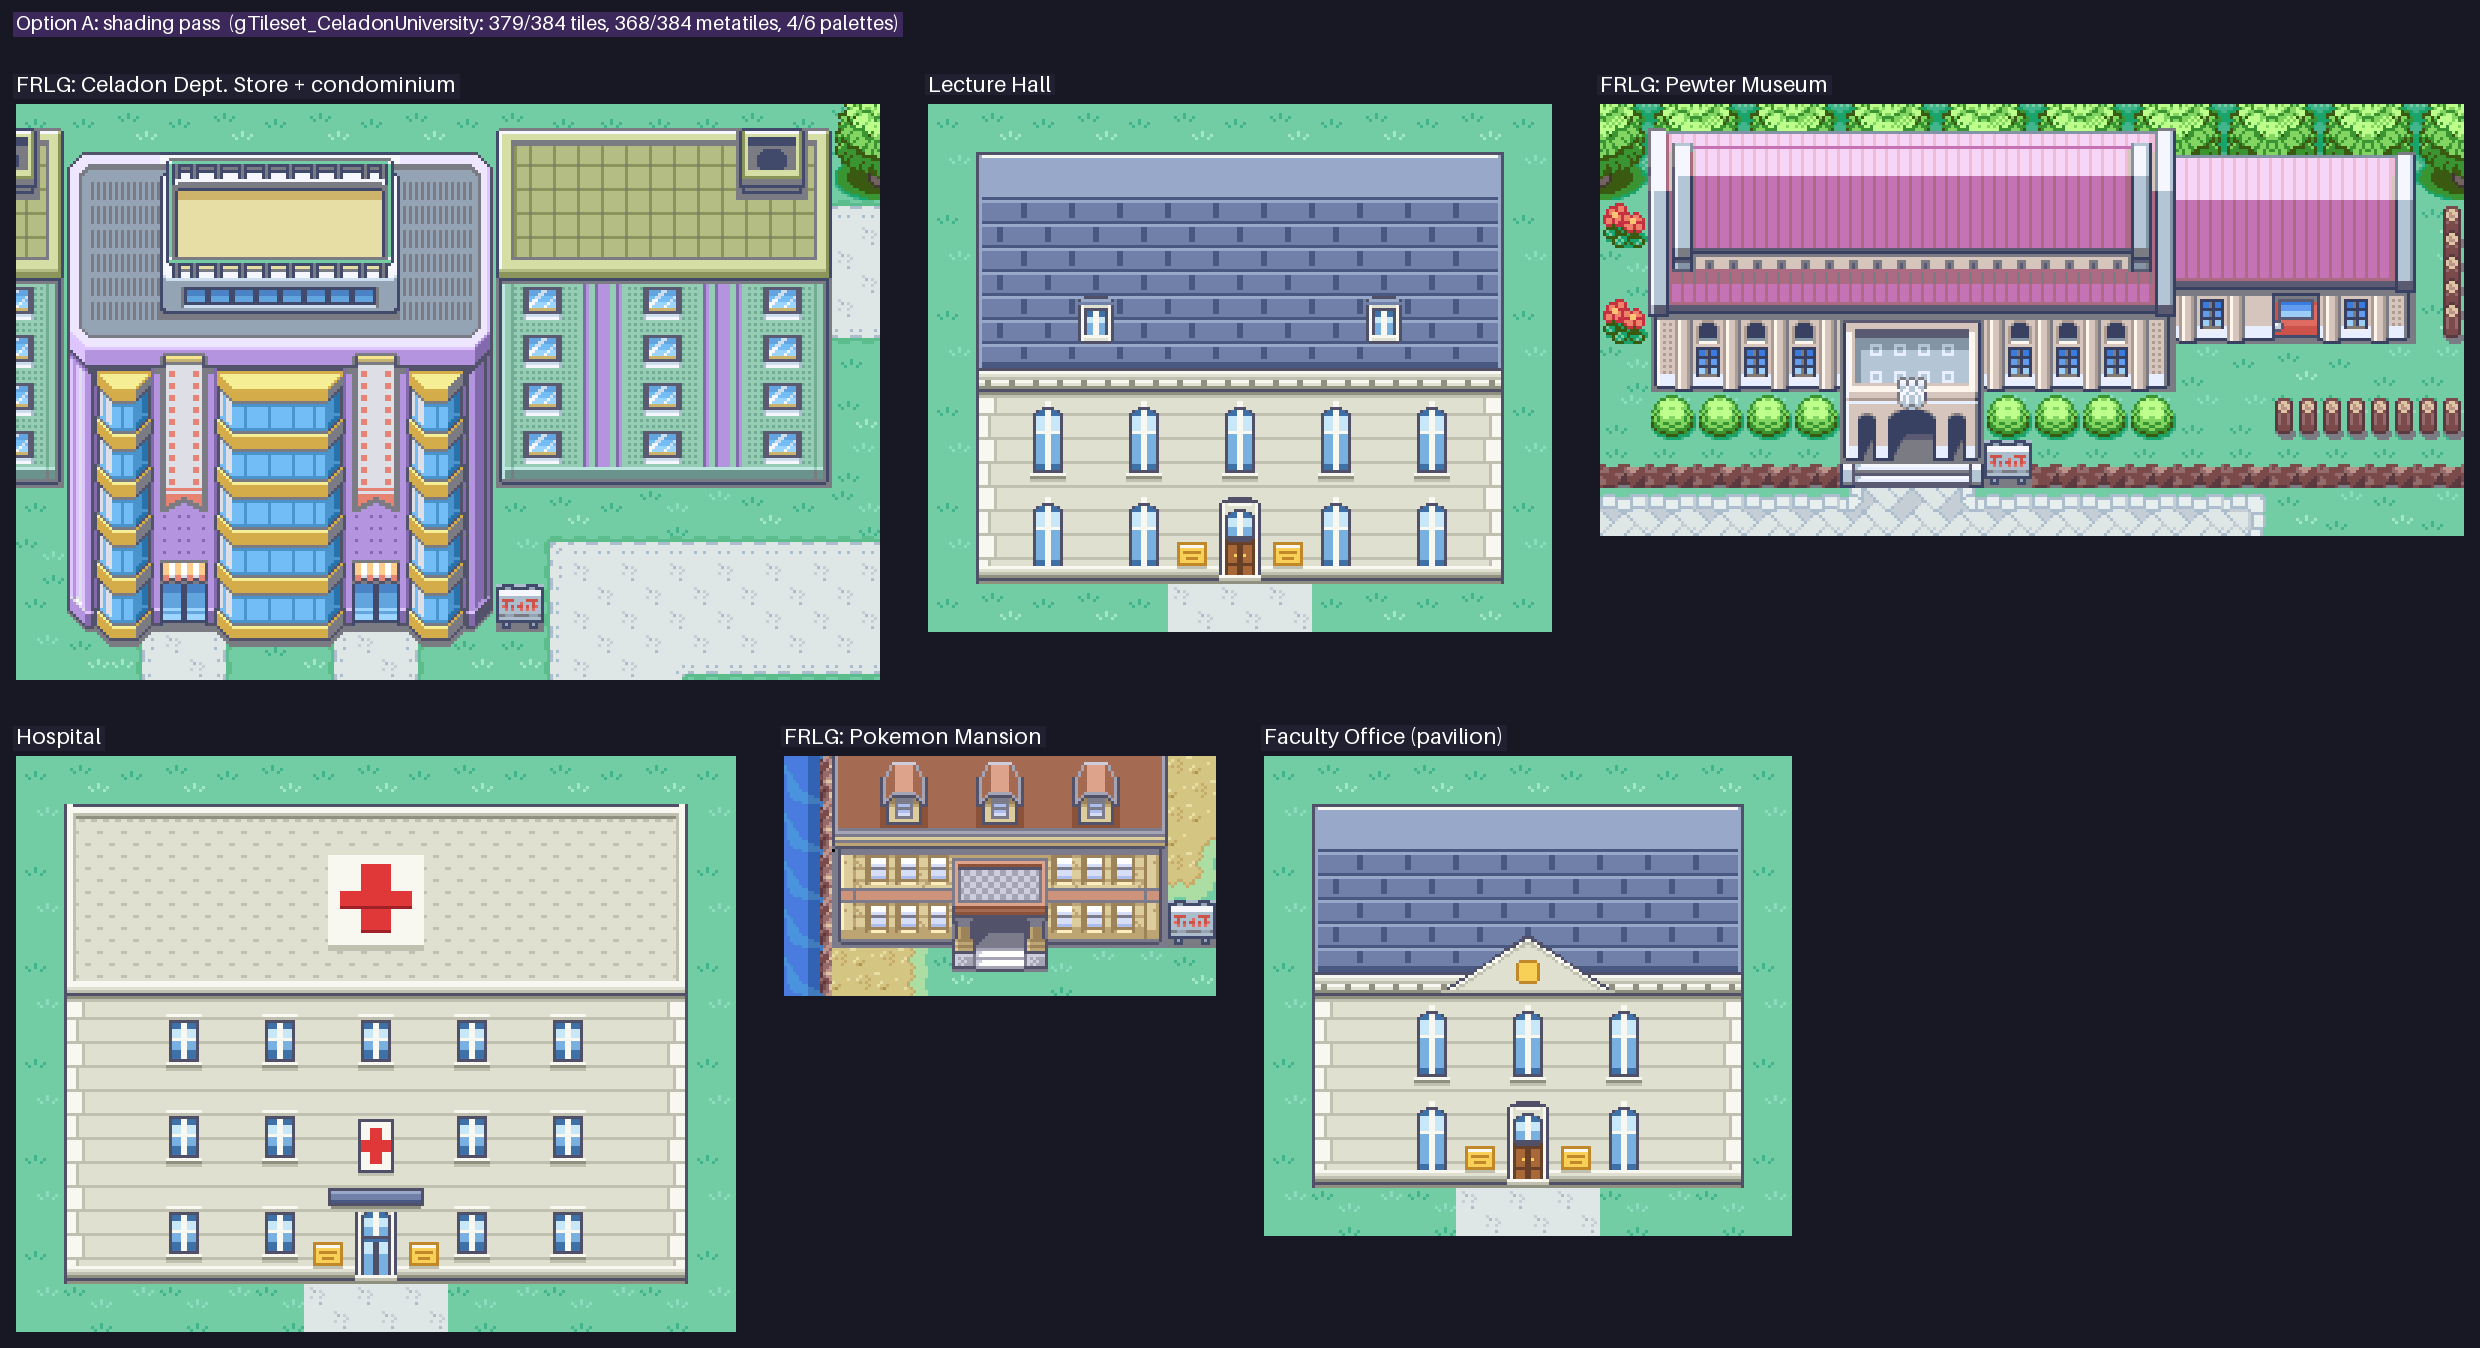 Option A: shading pass  (gTileset_CeladonUniversity: 379/384 tiles, 368/384 metatiles, 4/6 palettes)
FRLG: Celadon Dept. Store + condominium
Lecture Hall
FRLG: Pewter Museum
Hospital
FRLG: Pokemon Mansion
Faculty Office (pavilion)